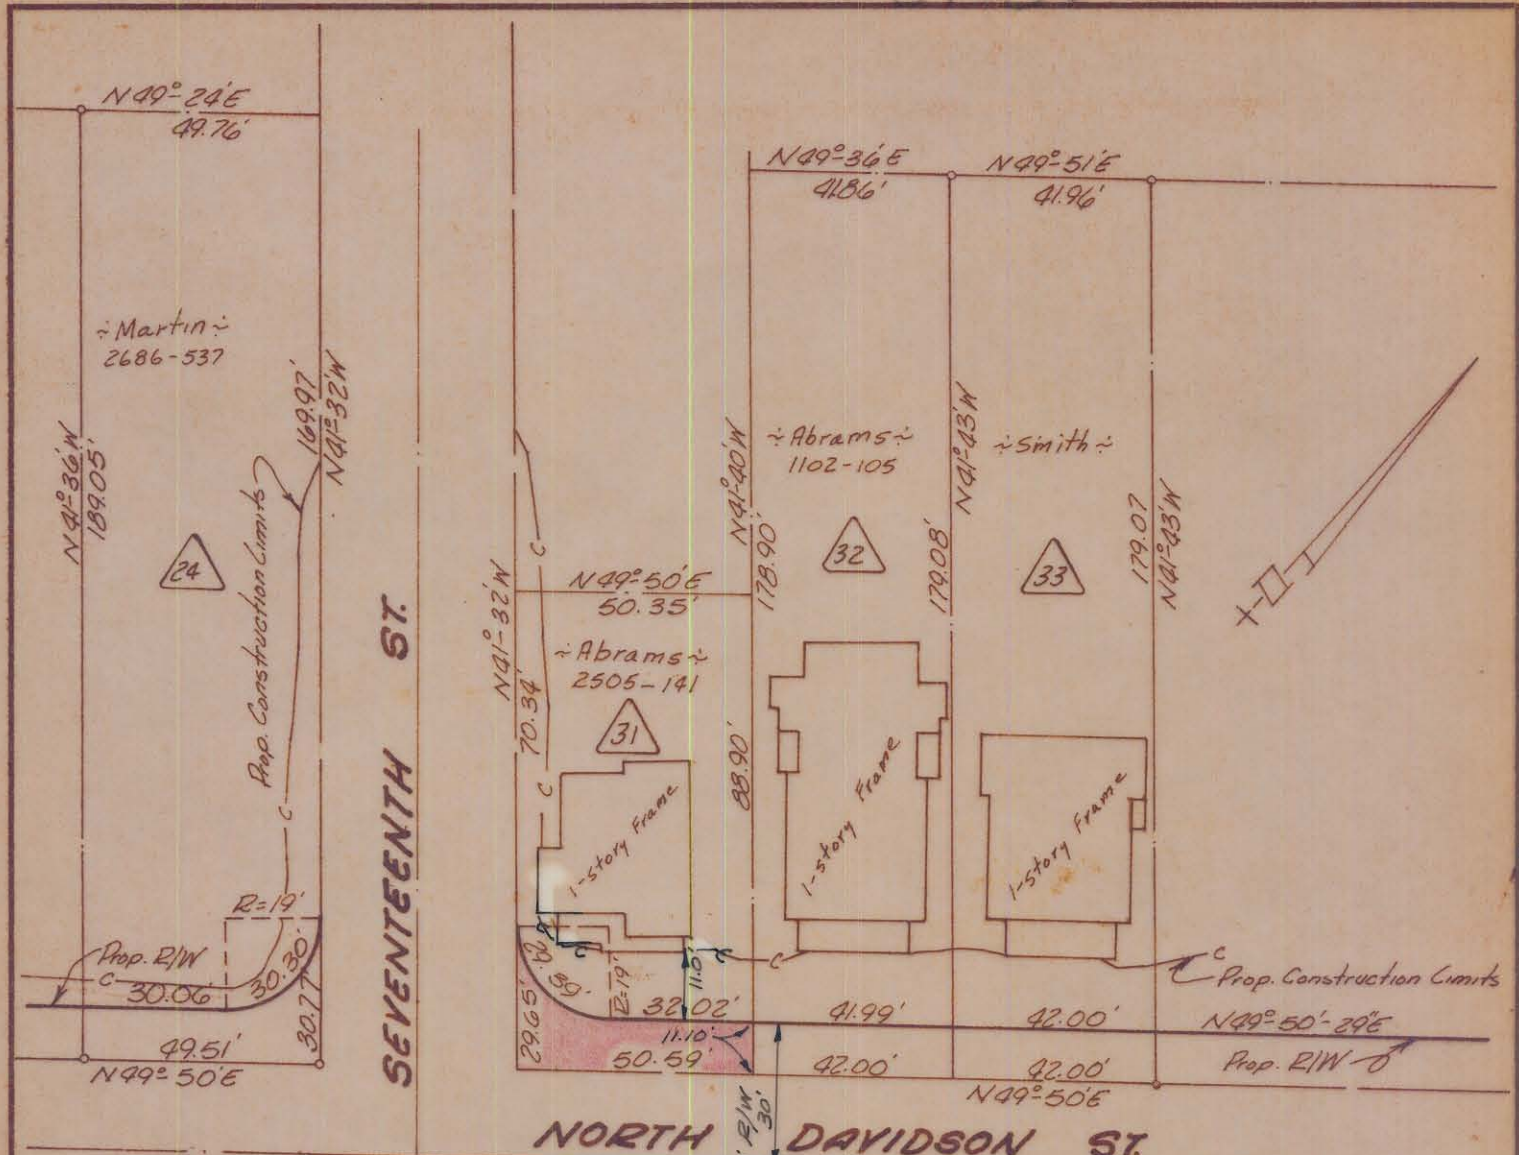 N49°-24'E
49.76'
N49°-36'E
41.86'
N49°-51'E
41.96'
~Martin~
2686-537
N41°-36'W
189.05'
24
Prop. Construction Limits
169.97'
N41°-32'W
C
R=19'
Prop. R/W
C
30.06'
30.30'
30.77'
49.51'
N49°-50'E
SEVENTEENTH ST.
N41°-32'W
70.34'
C
C
N49°-50'E
50.35'
~Abrams~
2505-141
31
1-story Frame
N41°-40'W
178.90'
88.90'
~Abrams~
1102-105
32
1-story Frame
N41°-43'W
179.08'
~Smith~
33
1-story Frame
179.07
N41°-43'W
R=19'
11.0'
C
29.65'
32.02'
11.10'
50.59'
41.99'
42.00'
42.00'
42.00'
N49°-50'-29"E
N49°-50'E
C
Prop. Construction Limits
Prop. R/W
R/W
30'
NORTH DAVIDSON ST.